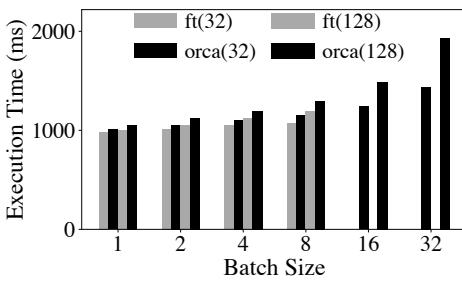 ft(32) ft(128)
orca(32) orca(128)
Execution Time (ms)
2000
1000
0
1 2 4 8 16 32
Batch Size